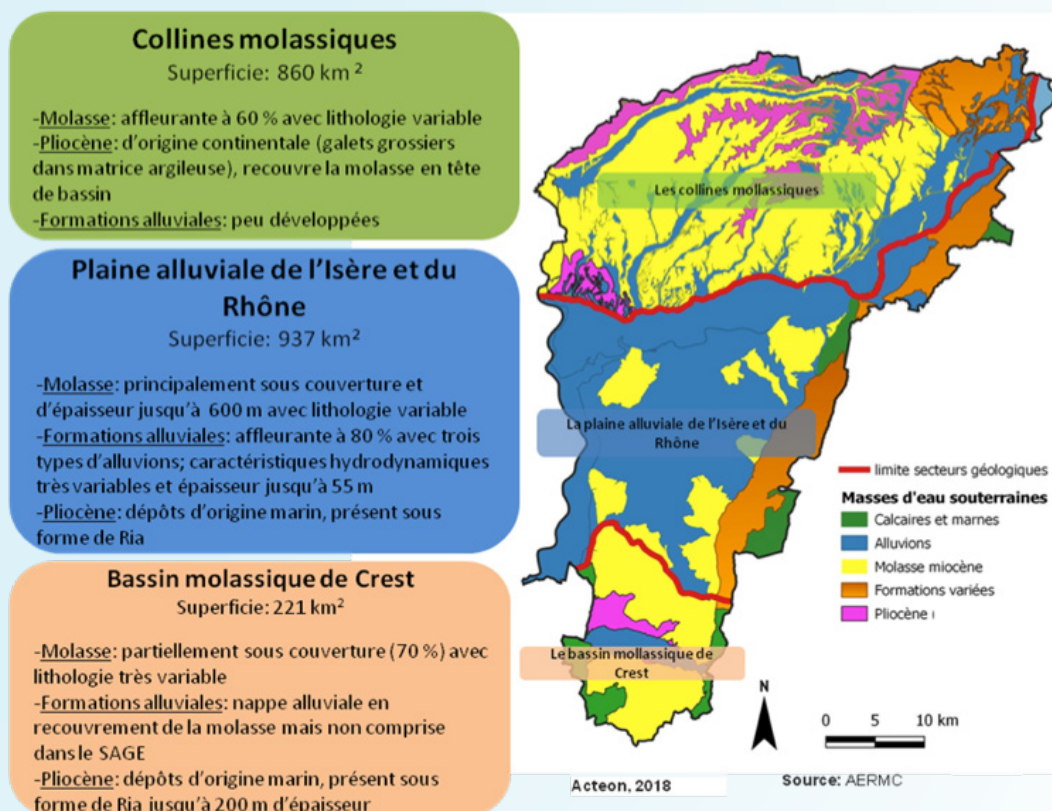 Collines molassiques
Superficie: 860 km²
-Molasse: affleurante à 60 % avec lithologie variable
-Pliocène: d'origine continentale (galets grossiers
dans matrice argileuse), recouvre la molasse en tête
de bassin
-Formations alluviales: peu développées
Plaine alluviale de l'Isère et du
Rhône
Superficie: 937 km²
-Molasse: principalement sous couverture et
d'épaisseur jusqu'à 600 m avec lithologie variable
-Formations alluviales: affleurante à 80 % avec trois
types d'alluvions; caractéristiques hydrodynamiques
très variables et épaisseur jusqu'à 55 m
-Pliocène: dépôts d'origine marin, présent sous
forme de Ria
Bassin molassique de Crest
Superficie: 221 km²
-Molasse: partiellement sous couverture (70 %) avec
lithologie très variable
-Formations alluviales: nappe alluviale en
recouvrement de la molasse mais non comprise
dans le SAGE
-Pliocène: dépôts d'origine marin, présent sous
forme de Ria jusqu'à 200 m d'épaisseur
Les collines mollassiques
La plaine alluviale de l'Isère et du
Rhône
Le bassin mollassique de
Crest
limite secteurs géologiques
Masses d'eau souterraines
Calcaires et marnes
Alluvions
Molasse miocène
Formations variées
Pliocène
N
0 5 10 km
Acteon, 2018
Source: AERMC